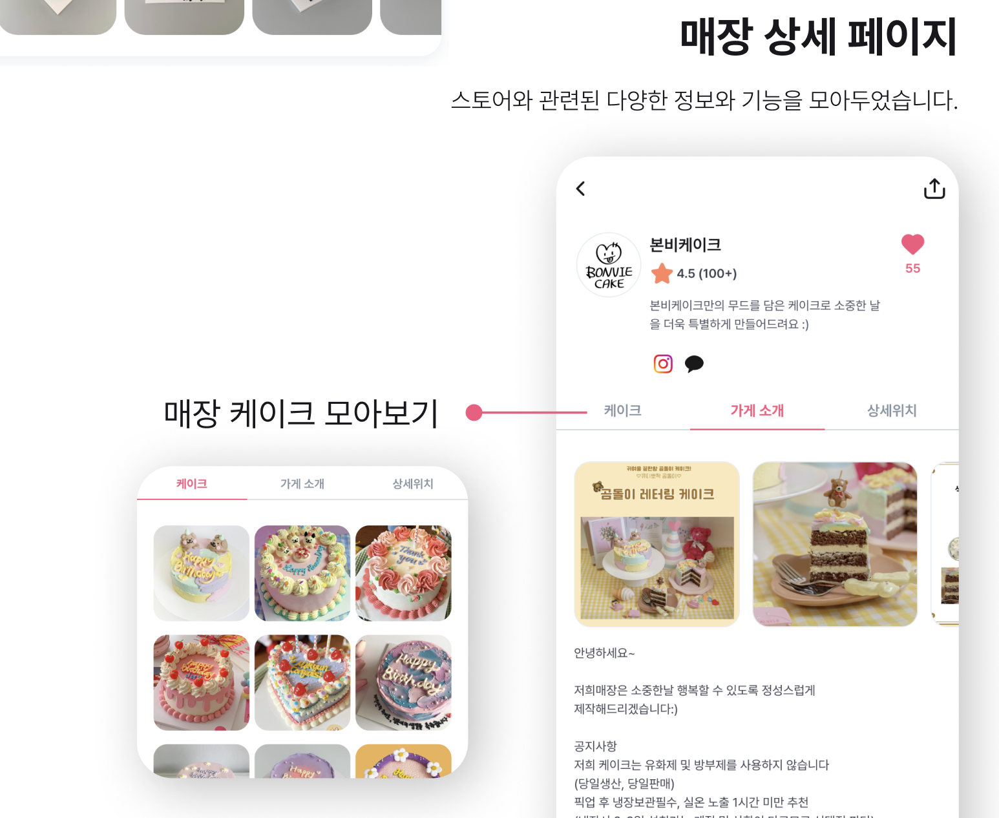 매장 상세 페이지
스토어와 관련된 다양한 정보와 기능을 모아두었습니다.
본비케이크
BONVIE
CAKE
4.5 (100+)
55
본비케이크만의 무드를 담은 케이크로 소중한 날
을 더욱 특별하게 만들어드려요 :)
케이크
가게 소개
상세위치
매장 케이크 모아보기
케이크
가게 소개
상세위치
Happy
Birthday
Happy
Thank
you
Happy
Birthday
Happy
Birthday
Happy
Happy
귀여움 끝판왕 곰돌이 케이크!
♡큐티뽀짝 곰돌이♡
곰돌이 레터링 케이크
안녕하세요~
저희매장은 소중한날 행복할 수 있도록 정성스럽게
제작해드리겠습니다:)
공지사항
저희 케이크는 유화제 및 방부제를 사용하지 않습니다
(당일생산, 당일판매)
픽업 후 냉장보관필수, 실온 노출 1시간 미만 추천